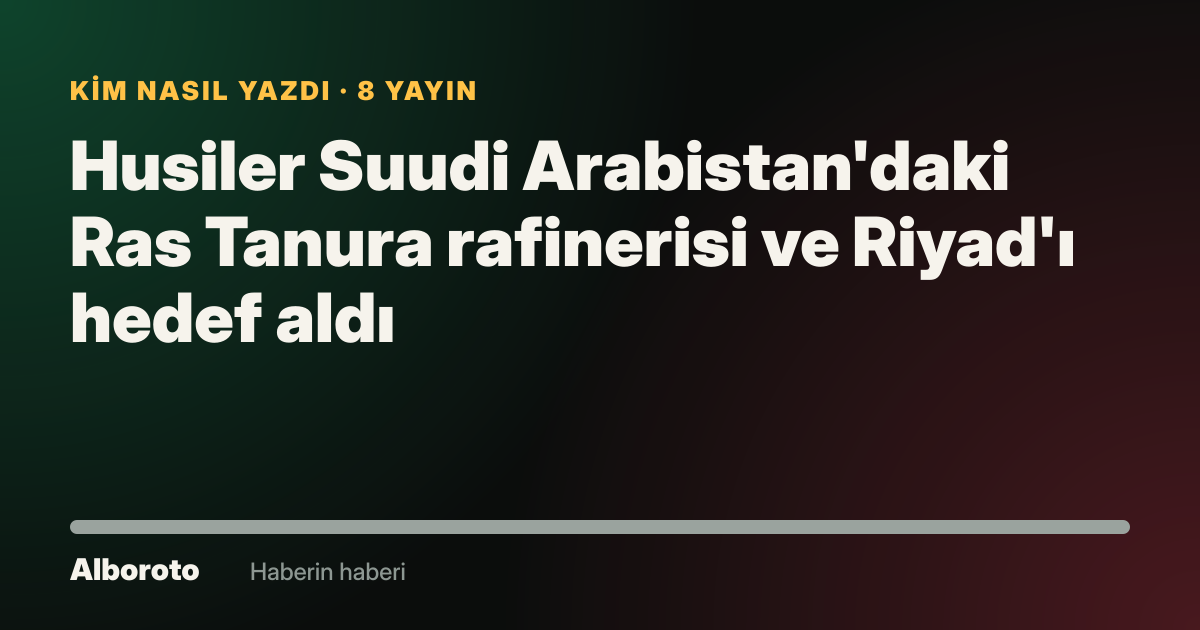 KİM NASIL YAZDI · 8 YAYIN
Husiler Suudi Arabistan'daki
Ras Tanura rafinerisi ve Riyad'ı
hedef aldı
Alboroto Haberin haberi